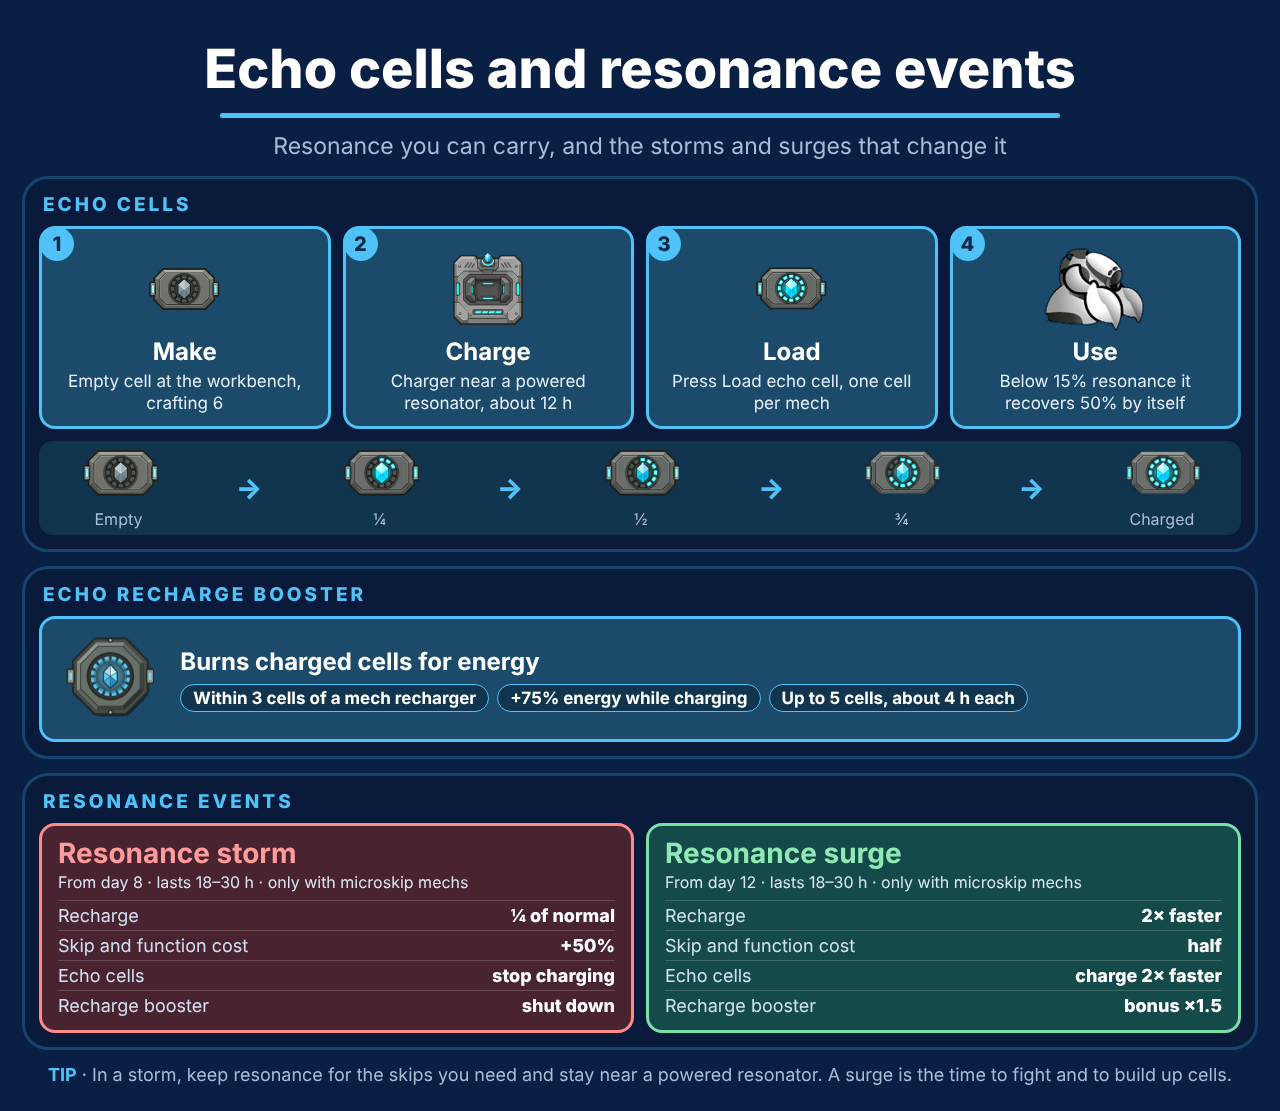 Echo cells and resonance events
Resonance you can carry, and the storms and surges that change it
ECHO CELLS
1
Make
Empty cell at the workbench,
crafting 6
2
Charge
Charger near a powered
resonator, about 12 h
3
Load
Press Load echo cell, one cell
per mech
4
Use
Below 15% resonance it
recovers 50% by itself
Empty → ¼ → ½ → ¾ → Charged
ECHO RECHARGE BOOSTER
Burns charged cells for energy
Within 3 cells of a mech recharger +75% energy while charging Up to 5 cells, about 4 h each
RESONANCE EVENTS
Resonance storm
From day 8 · lasts 18–30 h · only with microskip mechs
Recharge ¼ of normal
Skip and function cost +50%
Echo cells stop charging
Recharge booster shut down
Resonance surge
From day 12 · lasts 18–30 h · only with microskip mechs
Recharge 2× faster
Skip and function cost half
Echo cells charge 2× faster
Recharge booster bonus ×1.5
TIP · In a storm, keep resonance for the skips you need and stay near a powered resonator. A surge is the time to fight and to build up cells.